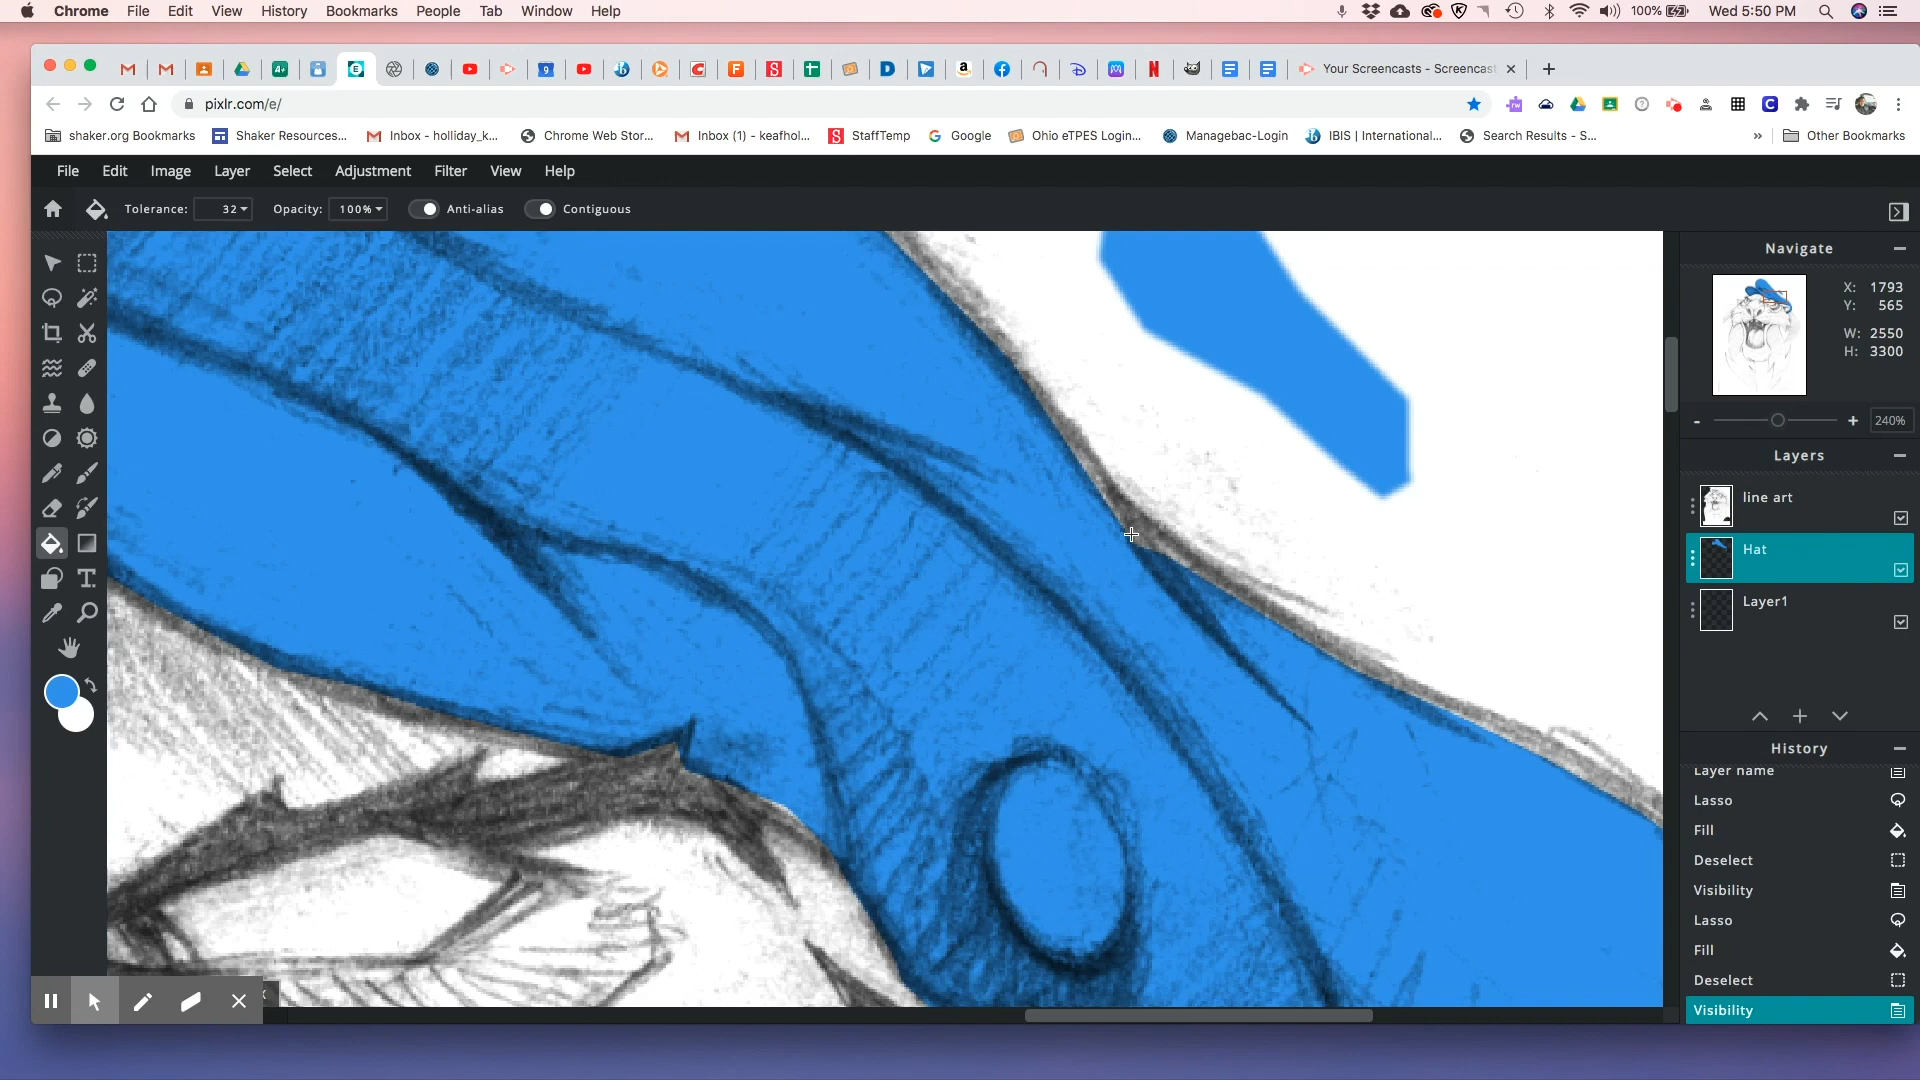 Chrome File Edit View History Bookmarks People Tab Window Help 100% Wed 5:50 PM
Your Screencasts - Screencast
pixlr.com/e/
shaker.org Bookmarks Shaker Resources... Inbox - holliday_k... Chrome Web Stor... Inbox (1) - keafhol... StaffTemp Google Ohio eTPES Login... Managebac-Login IBIS | International... Search Results - S... » Other Bookmarks
File Edit Image Layer Select Adjustment Filter View Help
Tolerance: 32 Opacity: 100% Anti-alias Contiguous
Navigate
X: 1793
Y: 565
W: 2550
H: 3300
- + 240%
Layers
line art
Hat
Layer1
History
Layer name
Lasso
Fill
Deselect
Visibility
Lasso
Fill
Deselect
Visibility